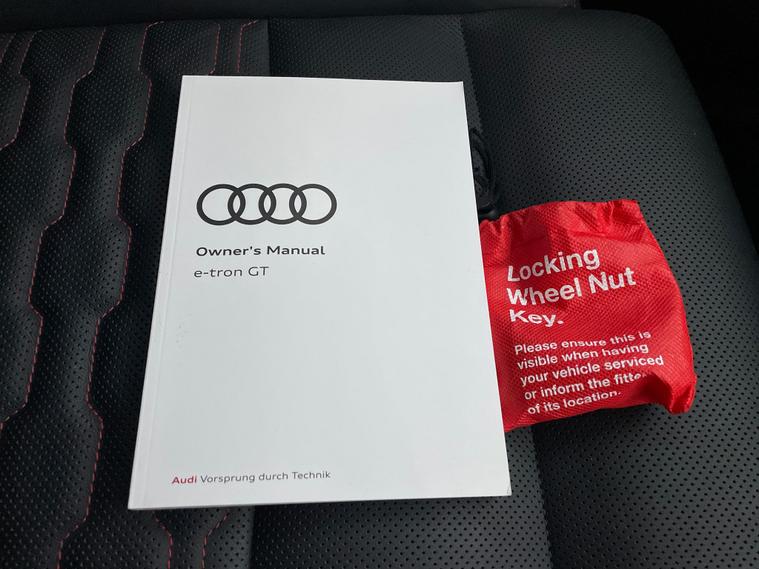 Owner's Manual
e-tron GT
Audi Vorsprung durch Technik
Locking
Wheel Nut
Key.
Please ensure this is
visible when having
your vehicle serviced
or inform the fitter
of its location.